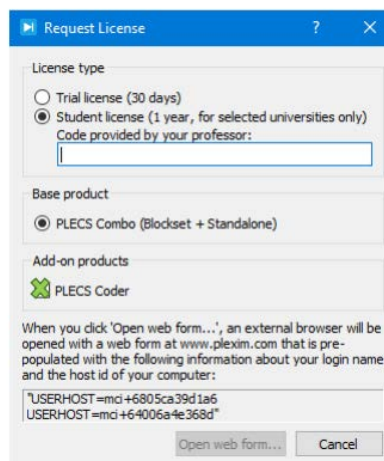 Request License
?
License type
Trial license (30 days)
Student license (1 year, for selected universities only)
Code provided by your professor:
Base product
PLECS Combo (Blockset + Standalone)
Add-on products
PLECS Coder
When you click 'Open web form...', an external browser will be
opened with a web form at www.plexim.com that is pre-
populated with the following information about your login name
and the host id of your computer:
"USERHOST=mci+6805ca39d1a6
USERHOST=mci+64006a4e368d"
Open web form... Cancel